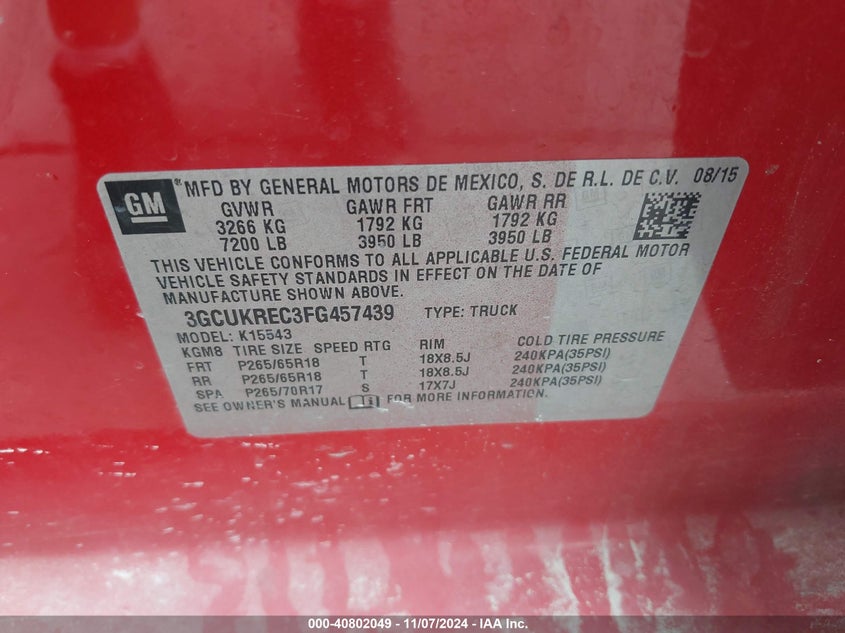 GM
® MFD BY GENERAL MOTORS DE MEXICO, S. DE R.L. DE C.V. 08/15
GVWR GAWR FRT GAWR RR
3266 KG 1792 KG 1792 KG
7200 LB 3950 LB 3950 LB
THIS VEHICLE CONFORMS TO ALL APPLICABLE U.S. FEDERAL MOTOR
VEHICLE SAFETY STANDARDS IN EFFECT ON THE DATE OF
MANUFACTURE SHOWN ABOVE.
3GCUKREC3FG457439 TYPE: TRUCK
MODEL: K15543
KGM8 TIRE SIZE SPEED RTG RIM COLD TIRE PRESSURE
FRT P265/65R18 T 18X8.5J 240KPA(35PSI)
RR P265/65R18 T 18X8.5J 240KPA(35PSI)
SPA P265/70R17 S 17X7J 240KPA(35PSI)
SEE OWNER'S MANUAL FOR MORE INFORMATION.
000-40802049 - 11/07/2024 - IAA Inc.